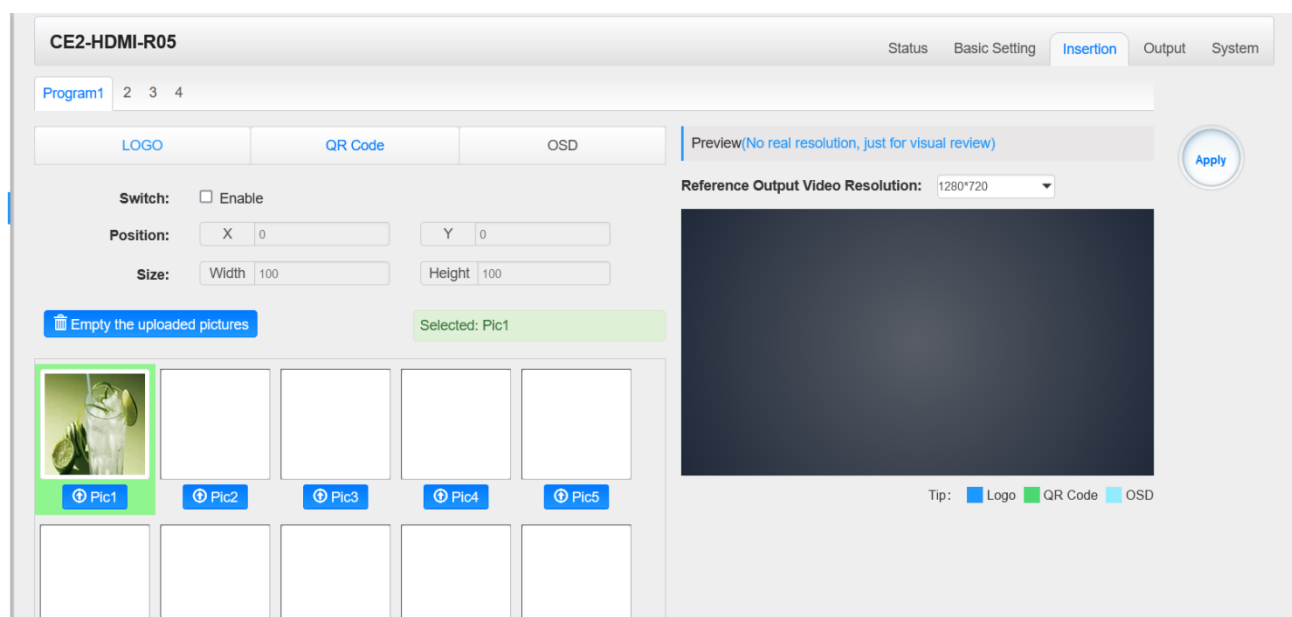 CE2-HDMI-R05
Status Basic Setting Insertion Output System
Program1 2 3 4
LOGO QR Code OSD
Preview(No real resolution, just for visual review)
Apply
Switch: Enable
Reference Output Video Resolution: 1280*720
Position: X 0 Y 0
Size: Width 100 Height 100
Empty the uploaded pictures
Selected: Pic1
Pic1 Pic2 Pic3 Pic4 Pic5
Tip: Logo QR Code OSD